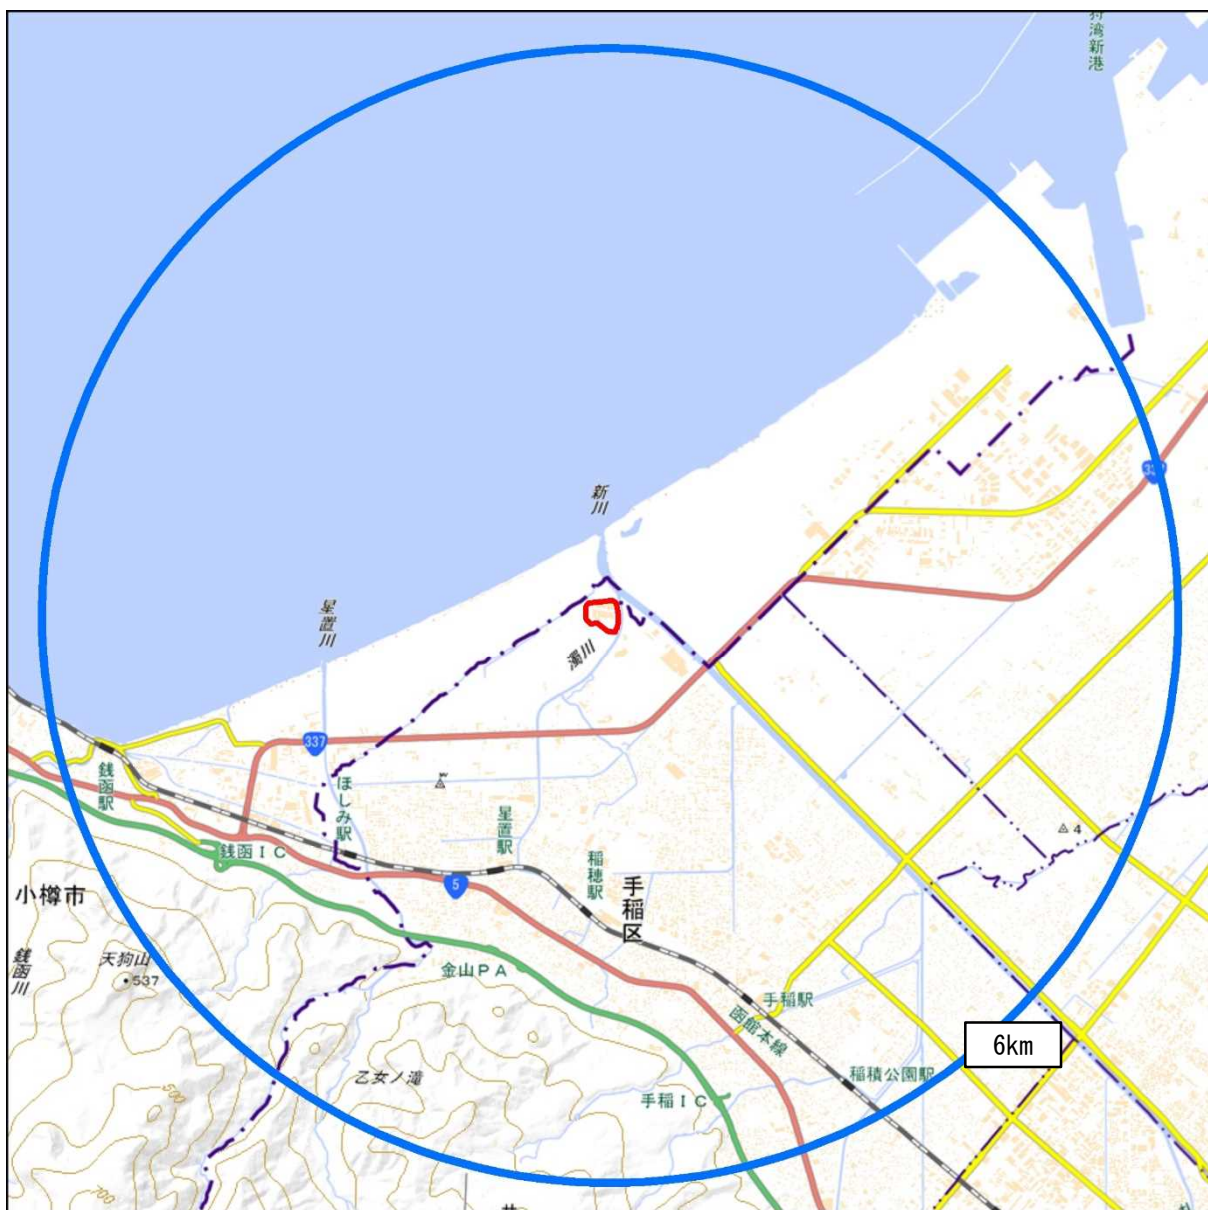 狩湾新港
新川
星置川
濁川
337
337
銭函駅
ほしみ駅
星置駅
稲穂駅
銭函IC
5
手稲区
小樽市
天狗山
・537
銭函川
金山PA
手稲駅
函館本線
6km
稲積公園駅
乙女ノ滝
手稲IC
4
500
700